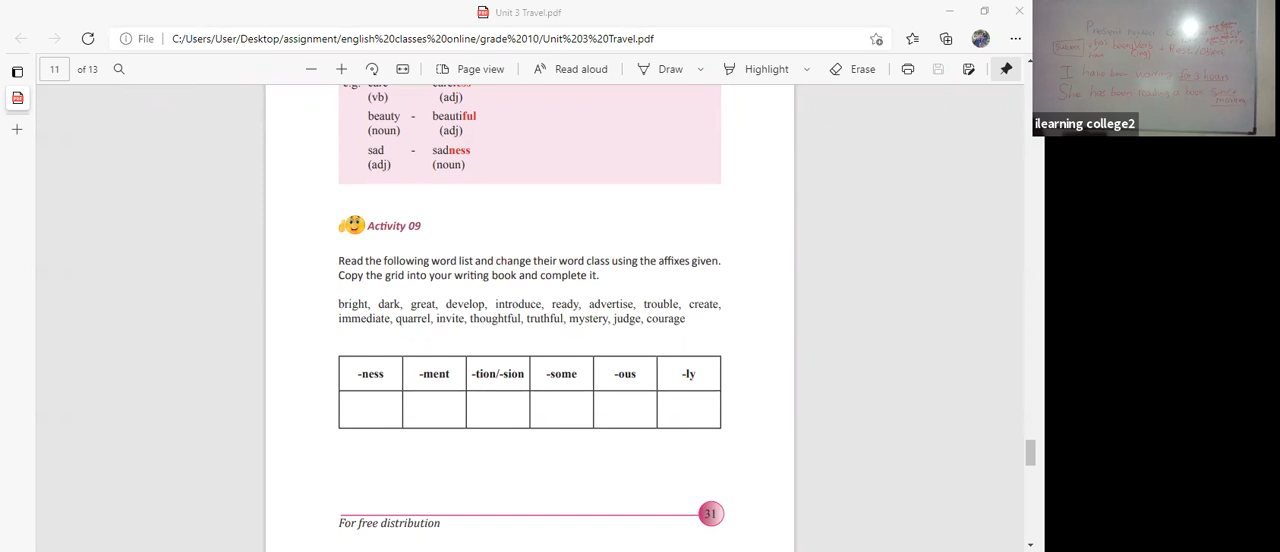 Unit 3 Travel.pdf
File C:/Users/User/Desktop/assignment/english%20classes%20online/grade%2010/Unit%203%20Travel.pdf
11 of 13 Page view Read aloud Draw Highlight Erase
(vb) (adj)
beauty - beautiful
(noun) (adj)
sad - sadness
(adj) (noun)
Activity 09
Read the following word list and change their word class using the affixes given.
Copy the grid into your writing book and complete it.
bright, dark, great, develop, introduce, ready, advertise, trouble, create,
immediate, quarrel, invite, thoughtful, truthful, mystery, judge, courage
-ness -ment -tion/-sion -some -ous -ly
31
For free distribution
I have been for 3 hours
She has been reading a book
ilearning college2